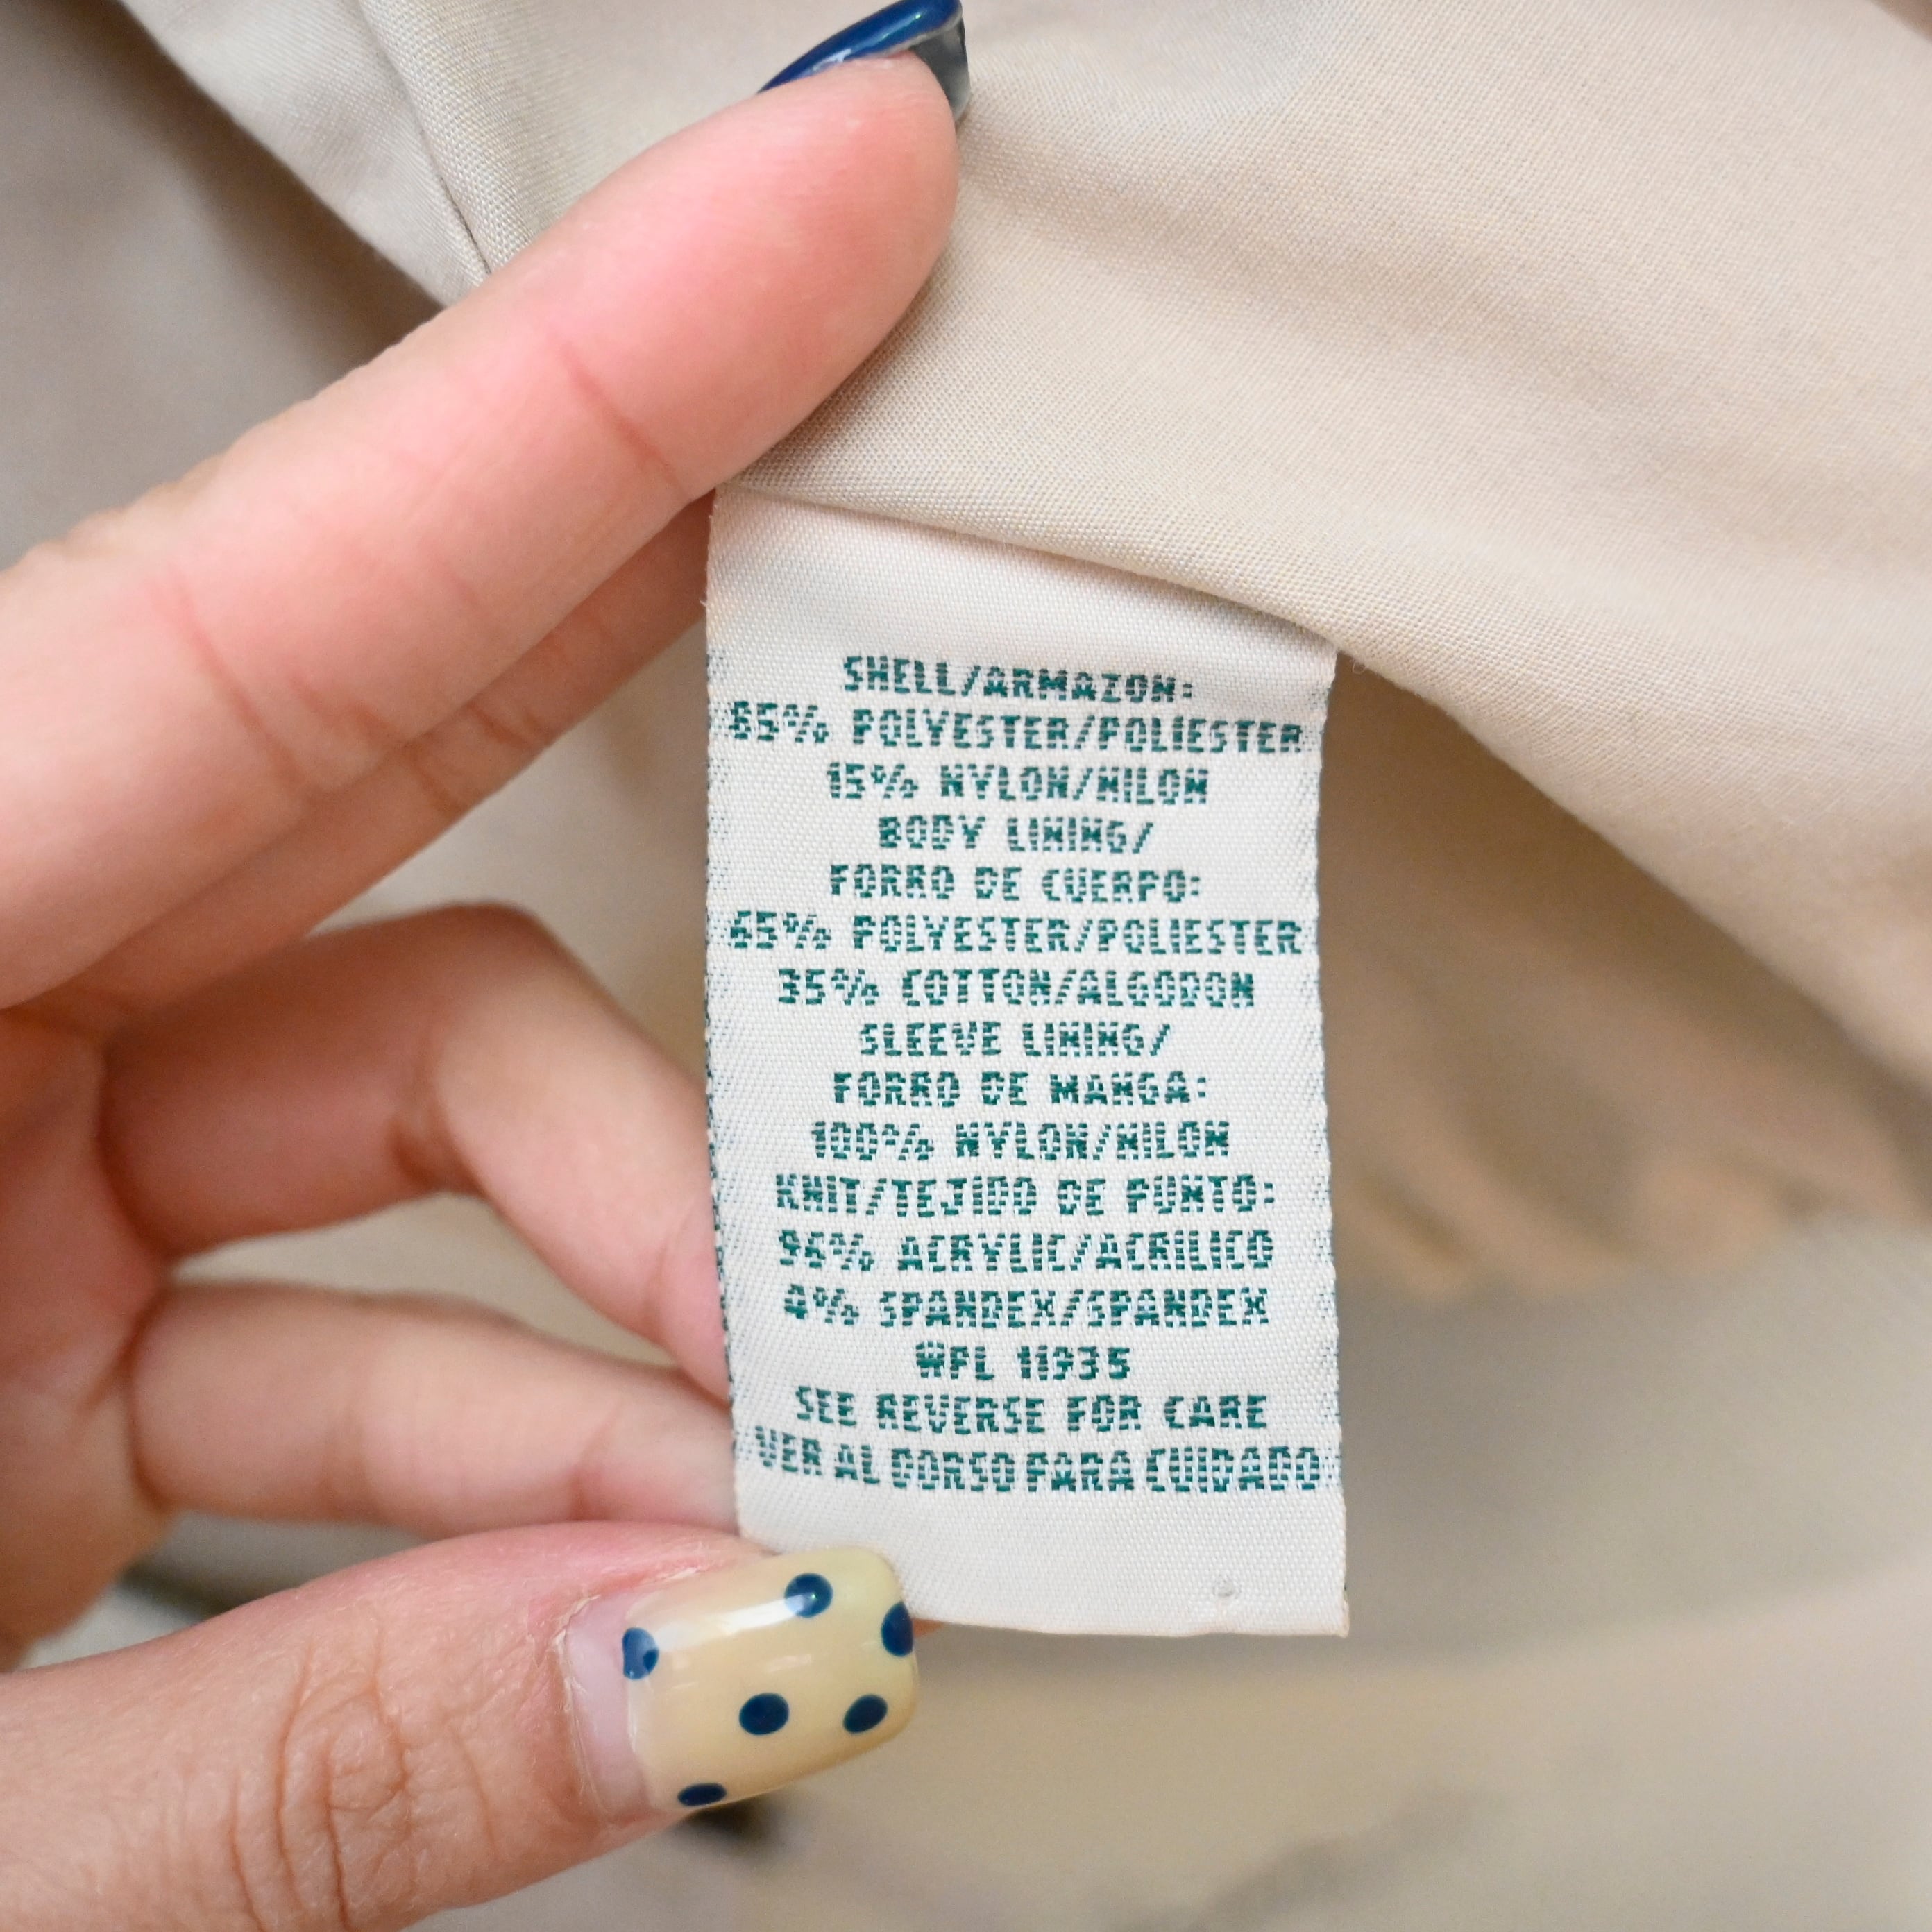 SHELL/ARMAZON:
85% POLYESTER/POLIESTER
15% NYLON/NILON
BODY LINING/
FORRO DE CUERPO:
65% POLYESTER/POLIESTER
35% COTTON/ALGODON
SLEEVE LINING/
FORRO DE MANGA:
100% NYLON/NILON
KNIT/TEJIDO DE PUNTO:
96% ACRYLIC/ACRILICO
4% SPANDEX/SPANDEX
WPL 11935
SEE REVERSE FOR CARE
VER AL DORSO PARA CUIDADO